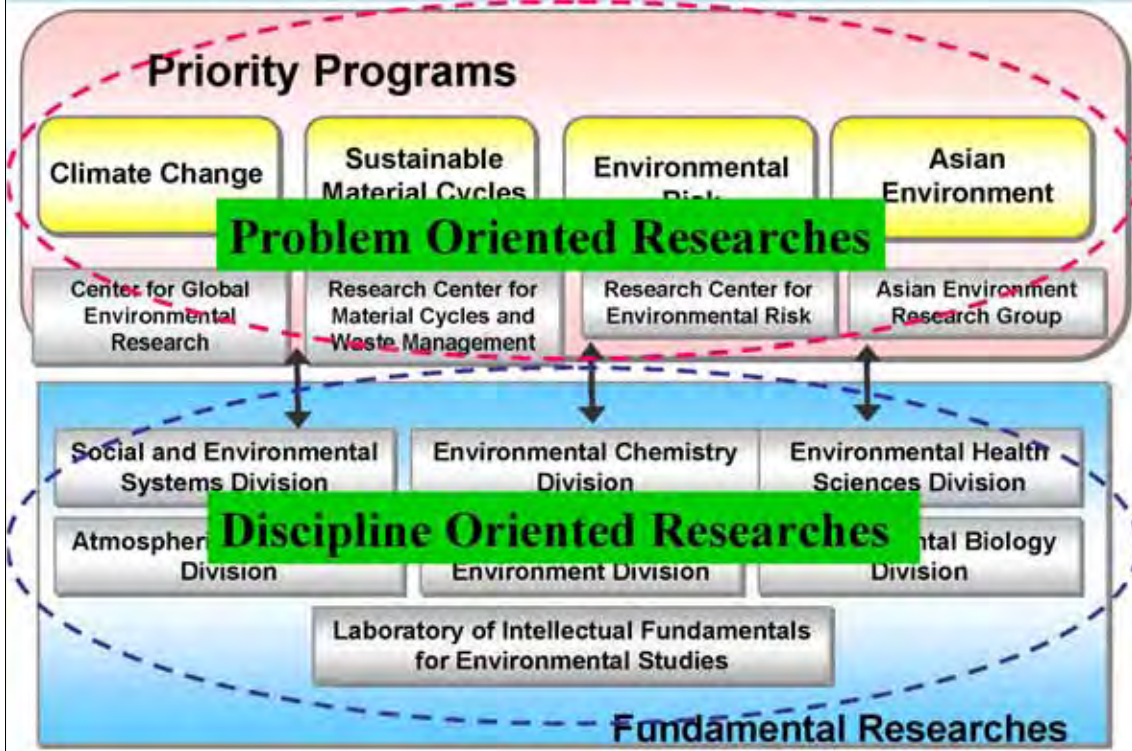 Priority Programs
Climate Change
Sustainable
Material Cycles
Environmental
Risk
Asian
Environment
Problem Oriented Researches
Center for Global
Environmental
Research
Research Center for
Material Cycles and
Waste Management
Research Center for
Environmental Risk
Asian Environment
Research Group
Social and Environmental
Systems Division
Environmental Chemistry
Division
Environmental Health
Sciences Division
Discipline Oriented Researches
Division
Environment Division
Biology
Division
Laboratory of Intellectual Fundamentals
for Environmental Studies
Fundamental Researches